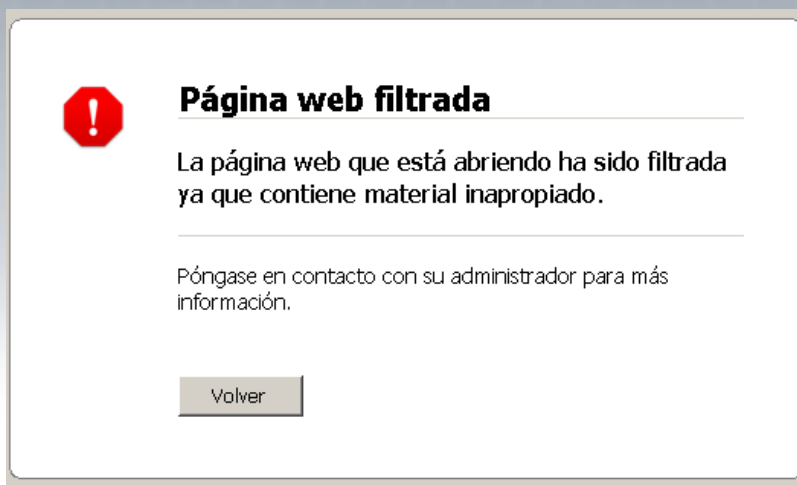 Página web filtrada
La página web que está abriendo ha sido filtrada
ya que contiene material inapropiado.
Póngase en contacto con su administrador para más
información.
Volver